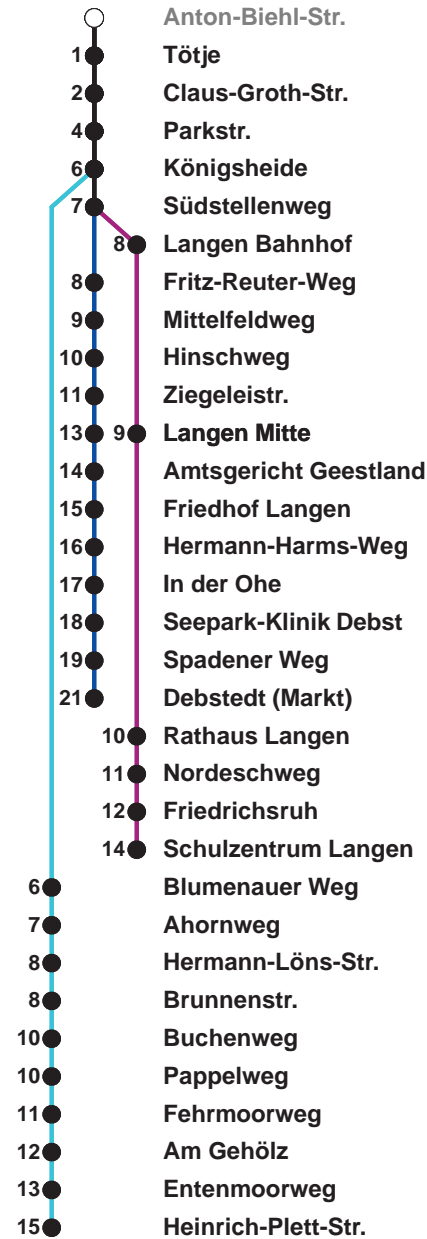 Anton-Biehl-Str.
1 Tötje
2 Claus-Groth-Str.
4 Parkstr.
6 Königsheide
7 Südstellenweg
8 Langen Bahnhof
8 Fritz-Reuter-Weg
9 Mittelfeldweg
10 Hinschweg
11 Ziegeleistr.
13 9 Langen Mitte
14 Amtsgericht Geestland
15 Friedhof Langen
16 Hermann-Harms-Weg
17 In der Ohe
18 Seepark-Klinik Debst
19 Spadener Weg
21 Debstedt (Markt)
10 Rathaus Langen
11 Nordeschweg
12 Friedrichsruh
14 Schulzentrum Langen
6 Blumenauer Weg
7 Ahornweg
8 Hermann-Löns-Str.
8 Brunnenstr.
10 Buchenweg
10 Pappelweg
11 Fehrmoorweg
12 Am Gehölz
13 Entenmoorweg
15 Heinrich-Plett-Str.